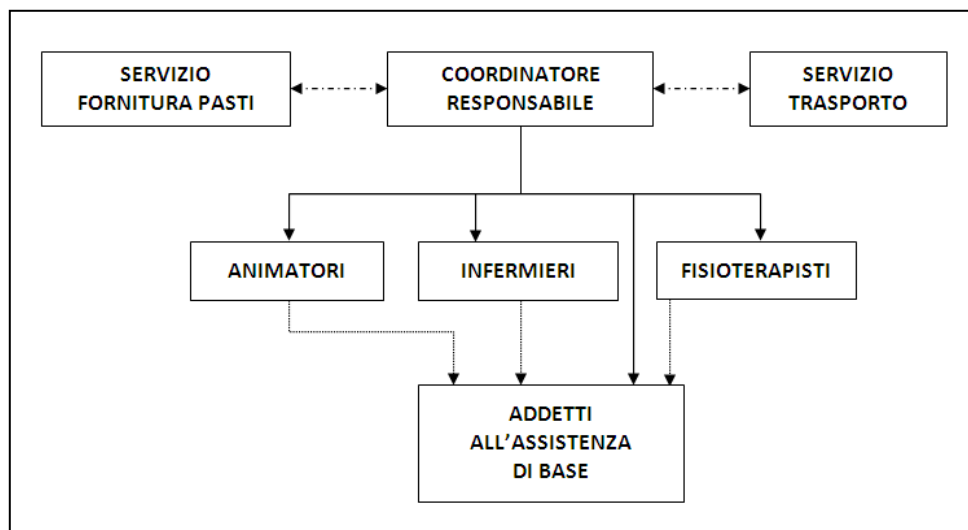 SERVIZIO
FORNITURA PASTI
COORDINATORE
RESPONSABILE
SERVIZIO
TRASPORTO
ANIMATORI
INFERMIERI
FISIOTERAPISTI
ADDETTI
ALL’ASSISTENZA
DI BASE